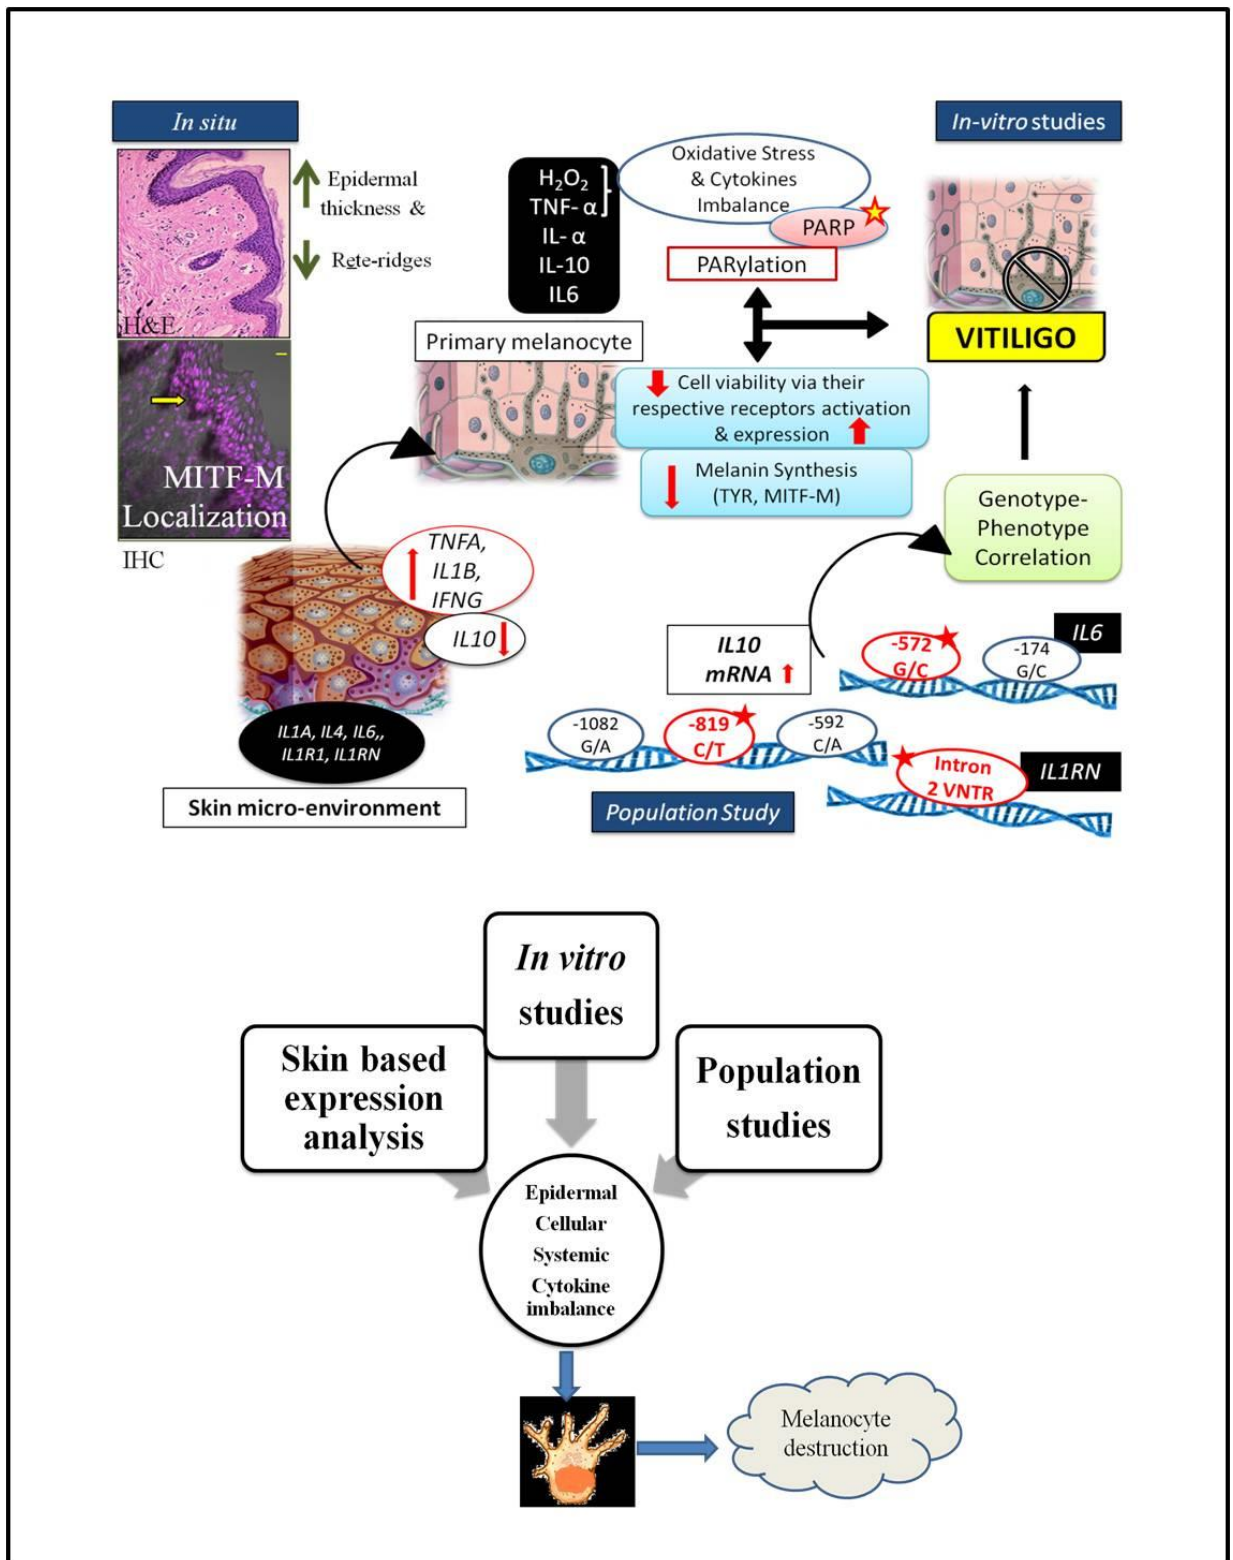 In situ
In-vitro studies
Epidermal
thickness &
Rete-ridges
H&E
MITF-M
Localization
IHC
H₂O₂
TNF- α
IL- α
IL-10
IL6
Oxidative Stress
& Cytokines
Imbalance
PARP
PARylation
VITILIGO
Primary melanocyte
Cell viability via their
respective receptors activation
& expression
Melanin Synthesis
(TYR, MITF-M)
Genotype-
Phenotype
Correlation
TNFA,
IL1B,
IFNG
IL10
IL1A, IL4, IL6,,
IL1R1, IL1RN
Skin micro-environment
IL10
mRNA
-572
G/C
-174
G/C
IL6
-1082
G/A
-819
C/T
-592
C/A
Intron
2 VNTR
IL1RN
Population Study
In vitro
studies
Skin based
expression
analysis
Population
studies
Epidermal
Cellular
Systemic
Cytokine
imbalance
Melanocyte
destruction